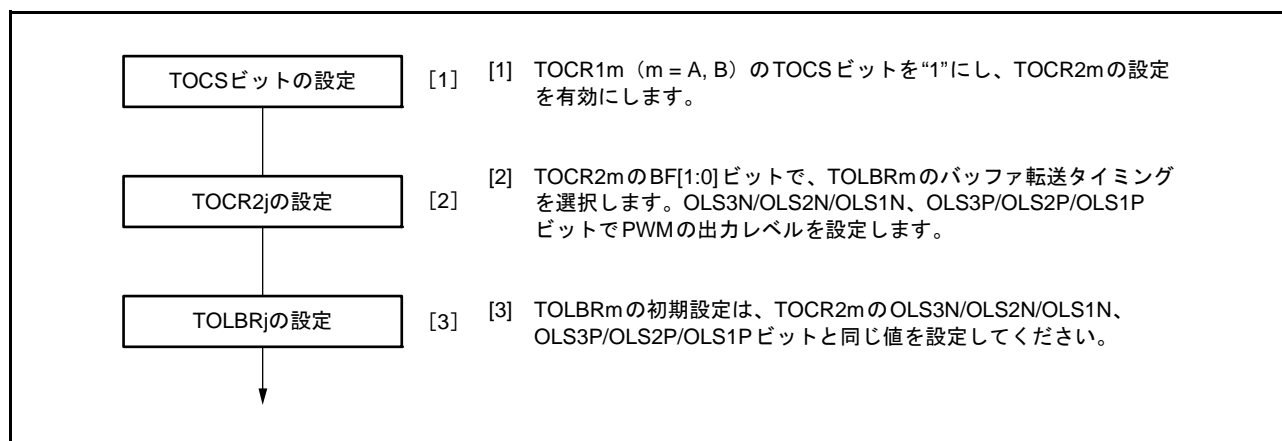 TOCSビットの設定 [1] [1] TOCR1m（m = A, B）のTOCSビットを“1”にし、TOCR2mの設定
を有効にします。
TOCR2jの設定 [2] [2] TOCR2mのBF[1:0]ビットで、TOLBRmのバッファ転送タイミング
を選択します。OLS3N/OLS2N/OLS1N、OLS3P/OLS2P/OLS1P
ビットでPWMの出力レベルを設定します。
TOLBRjの設定 [3] [3] TOLBRmの初期設定は、TOCR2mのOLS3N/OLS2N/OLS1N、
OLS3P/OLS2P/OLS1Pビットと同じ値を設定してください。